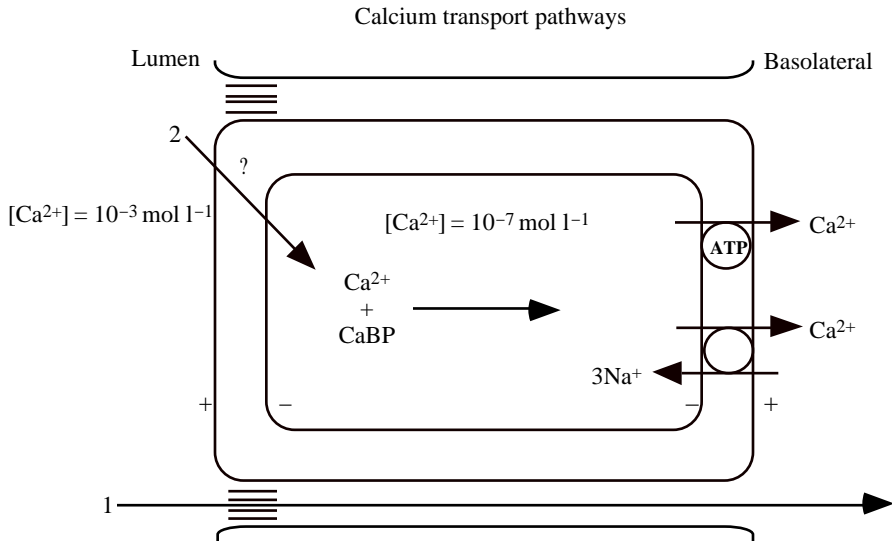 Calcium transport pathways
Lumen
Basolateral
2
?
[Ca²⁺] = 10⁻³ mol l⁻¹
[Ca²⁺] = 10⁻⁷ mol l⁻¹
Ca²⁺
ATP
Ca²⁺
+
CaBP
Ca²⁺
3Na⁺
+
−
−
+
1